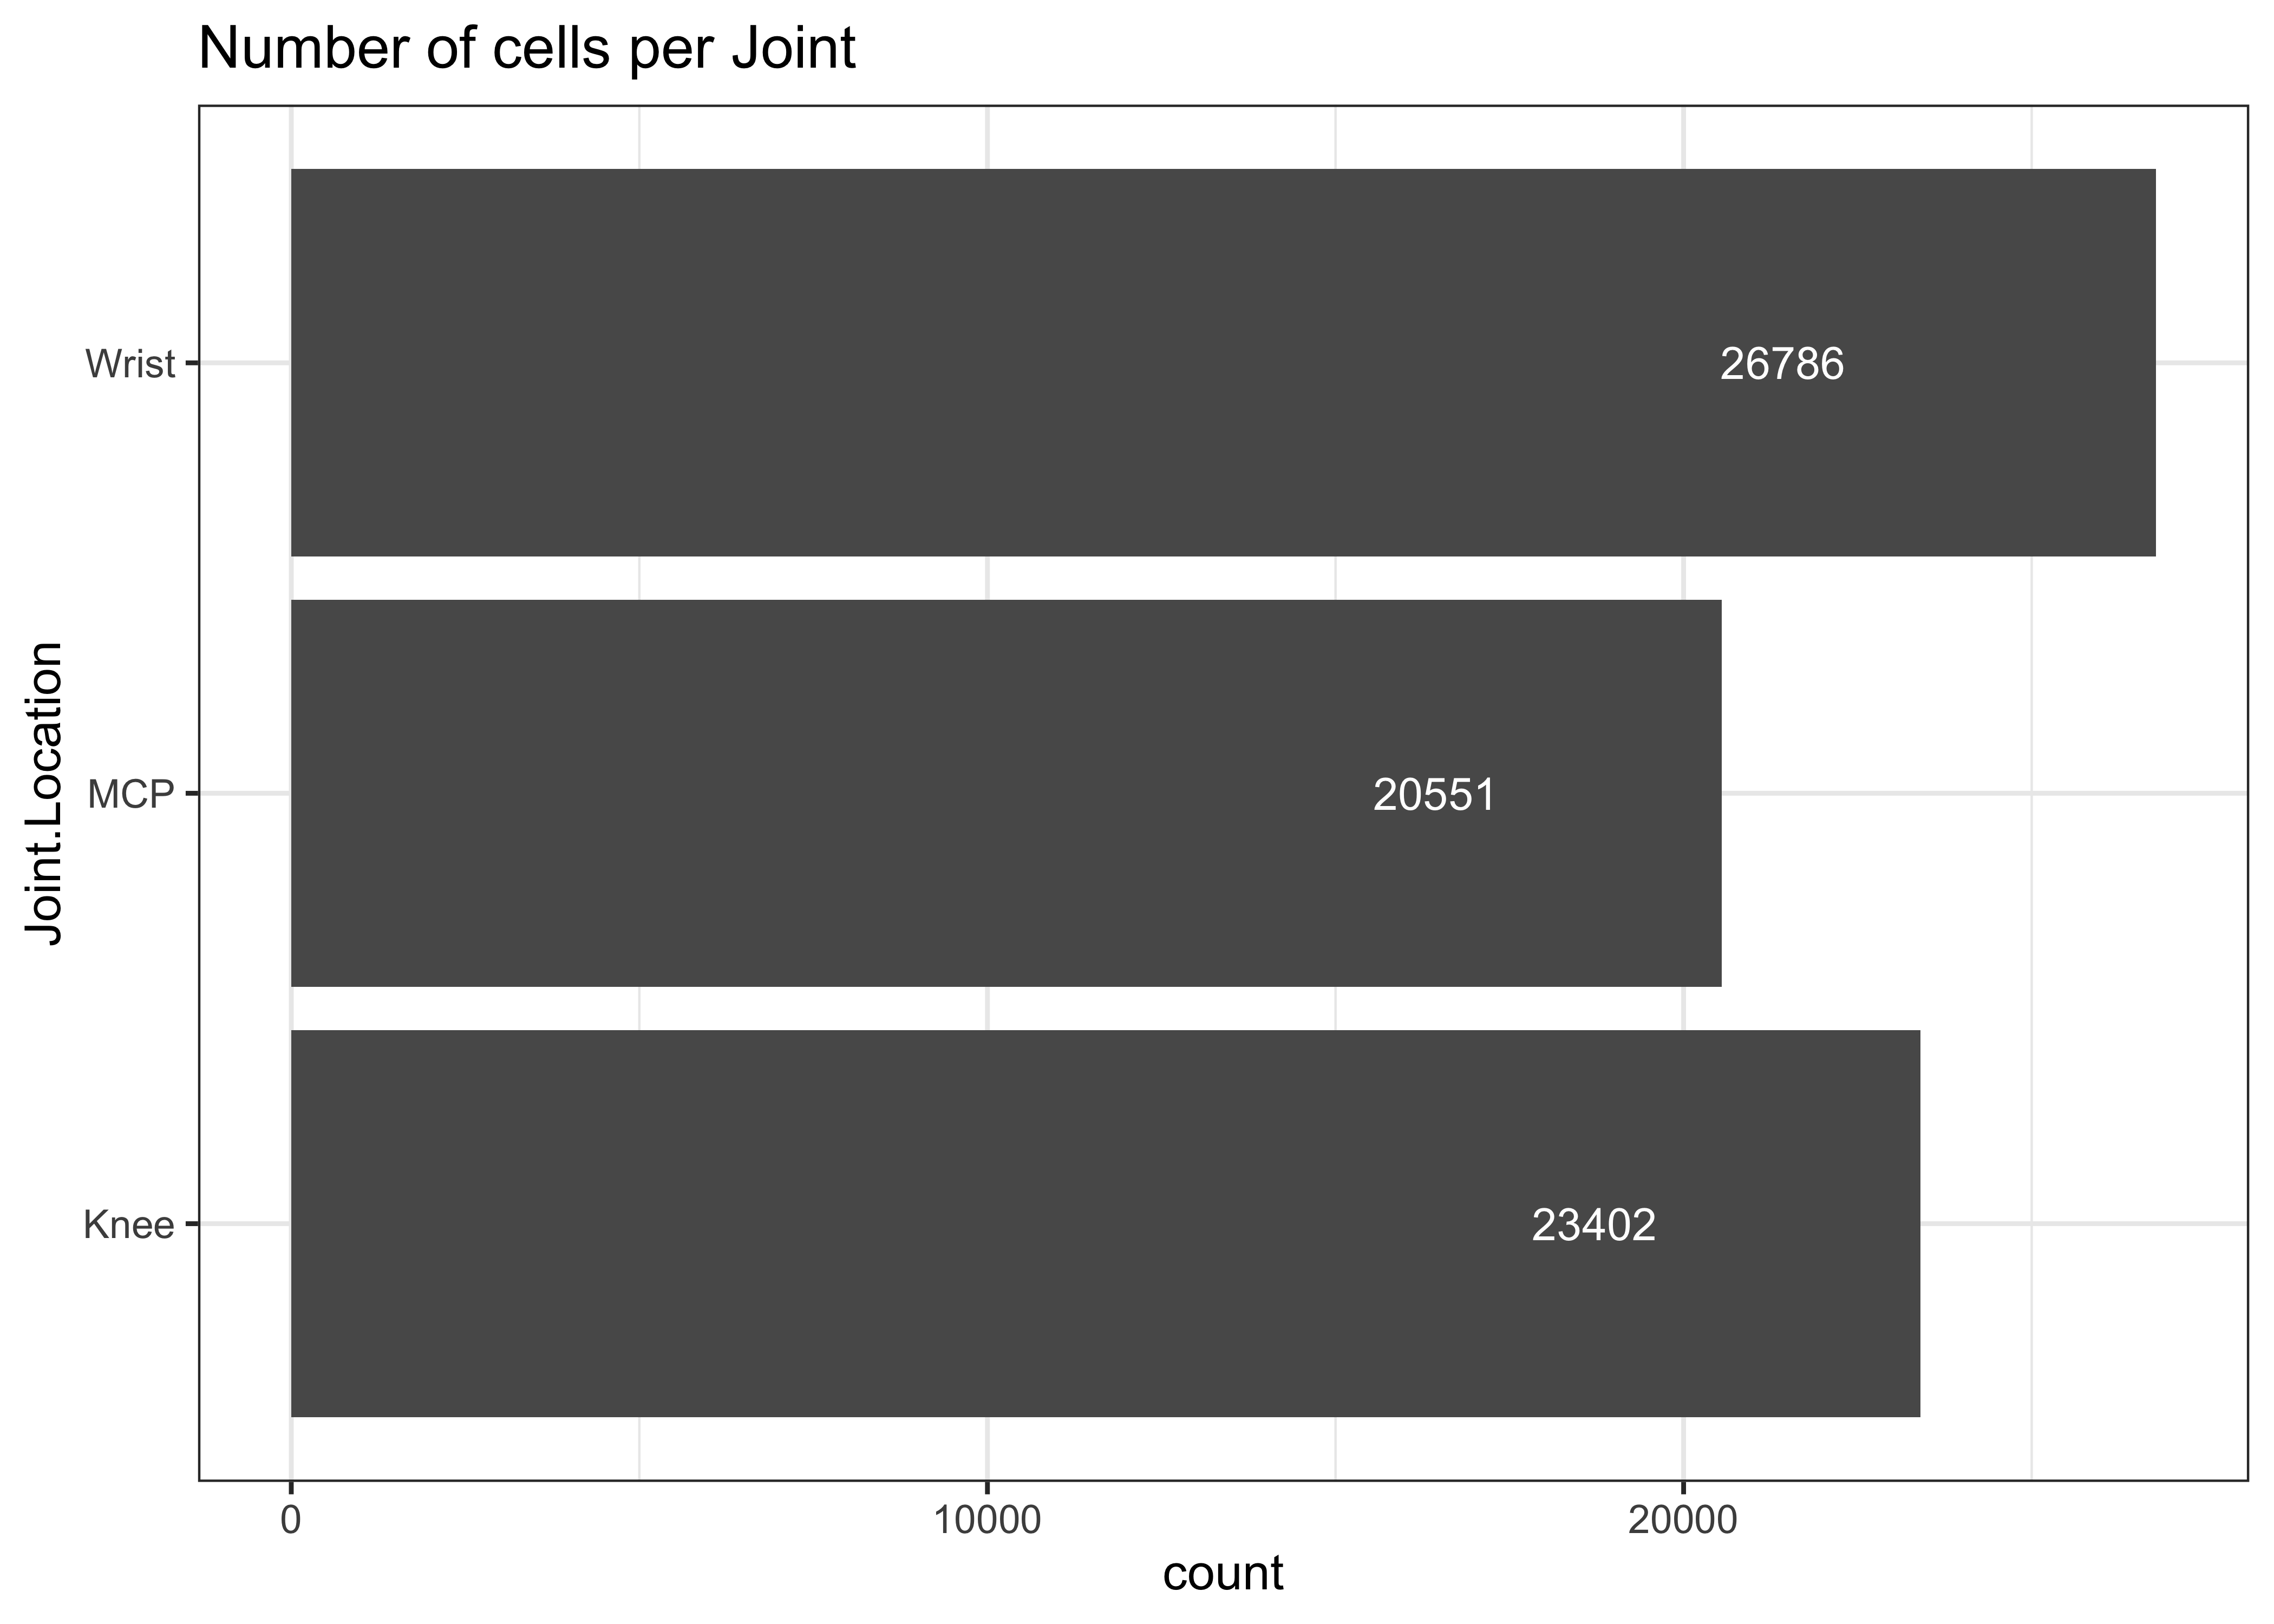 Number of cells per Joint
Wrist
26786
MCP
20551
Knee
23402
Joint.Location
0 10000 20000
count